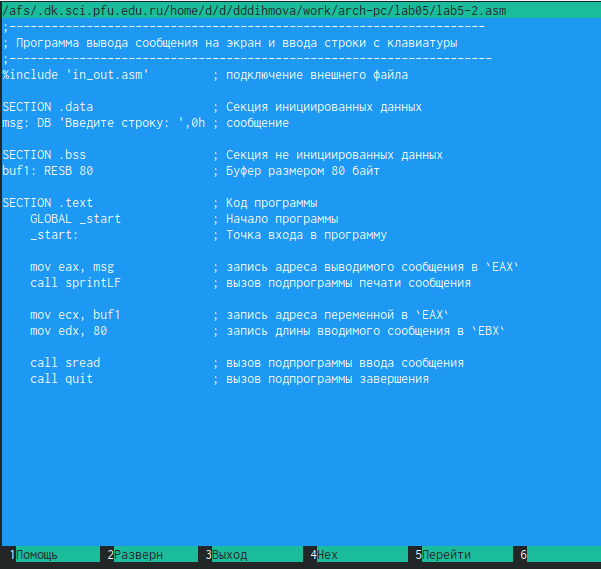 /afs/.dk.sci.pfu.edu.ru/home/d/d/dddihmova/work/arch-pc/lab05/lab5-2.asm
;--------------------------------------------------------------------
; Программа вывода сообщения на экран и ввода строки с клавиатуры
;---------------------------------------------------------------------
%include 'in_out.asm' ; подключение внешнего файла
SECTION .data ; Секция инициированных данных
msg: DB 'Введите строку: ',0h ; сообщение
SECTION .bss ; Секция не инициированных данных
buf1: RESB 80 ; Буфер размером 80 байт
SECTION .text ; Код программы
GLOBAL _start ; Начало программы
_start: ; Точка входа в программу
mov eax, msg ; запись адреса выводимого сообщения в `EAX`
call sprintLF ; вызов подпрограммы печати сообщения
mov ecx, buf1 ; запись адреса переменной в `EAX`
mov edx, 80 ; запись длины вводимого сообщения в `EBX`
call sread ; вызов подпрограммы ввода сообщения
call quit ; вызов подпрограммы завершения
1Помощь 2Разверн 3Выход 4Hex 5Перейти 6